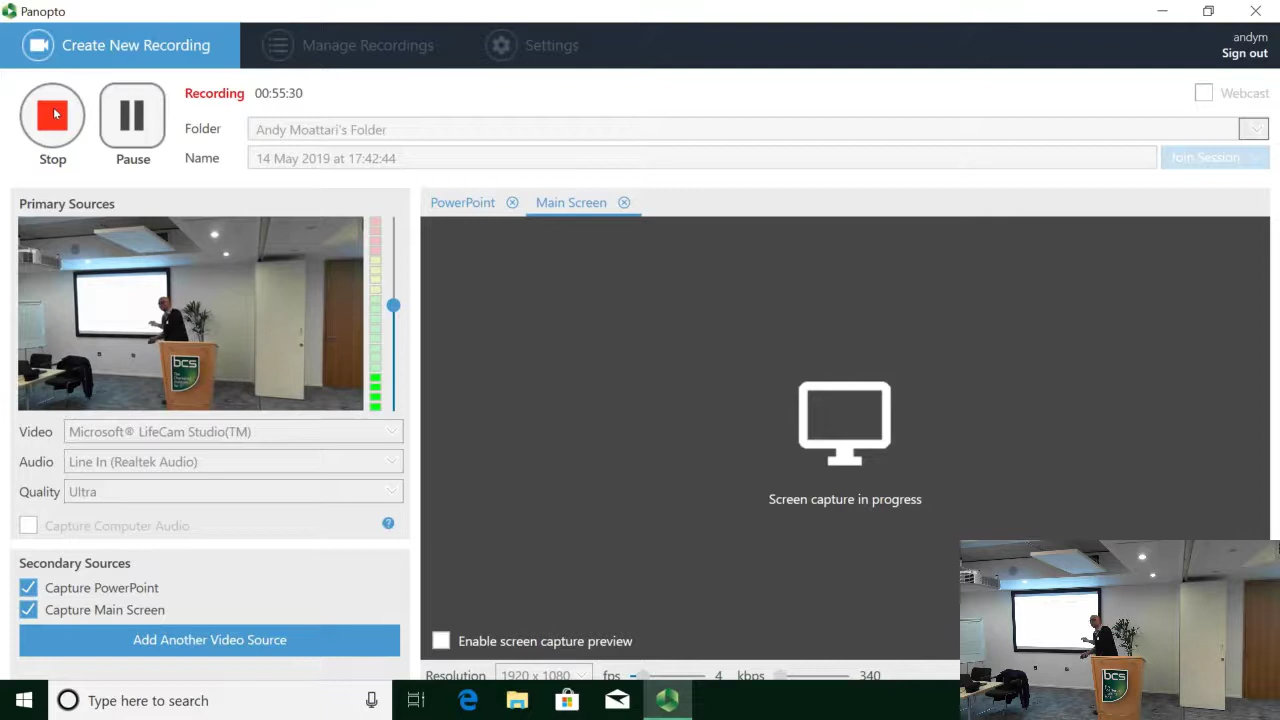 Panopto
Create New Recording
Manage Recordings
Settings
andym
Sign out
Recording 00:55:30
Webcast
Folder
Andy Moattari's Folder
Stop
Pause
Name
14 May 2019 at 17:42:44
Join Session
Primary Sources
PowerPoint
Main Screen
bcs
Video
Microsoft® LifeCam Studio(TM)
Audio
Line In (Realtek Audio)
Quality
Ultra
Capture Computer Audio
?
Screen capture in progress
Secondary Sources
Capture PowerPoint
Capture Main Screen
Add Another Video Source
Enable screen capture preview
Resolution 1920 x 1080 fps 4 kbps 340
bcs
Type here to search